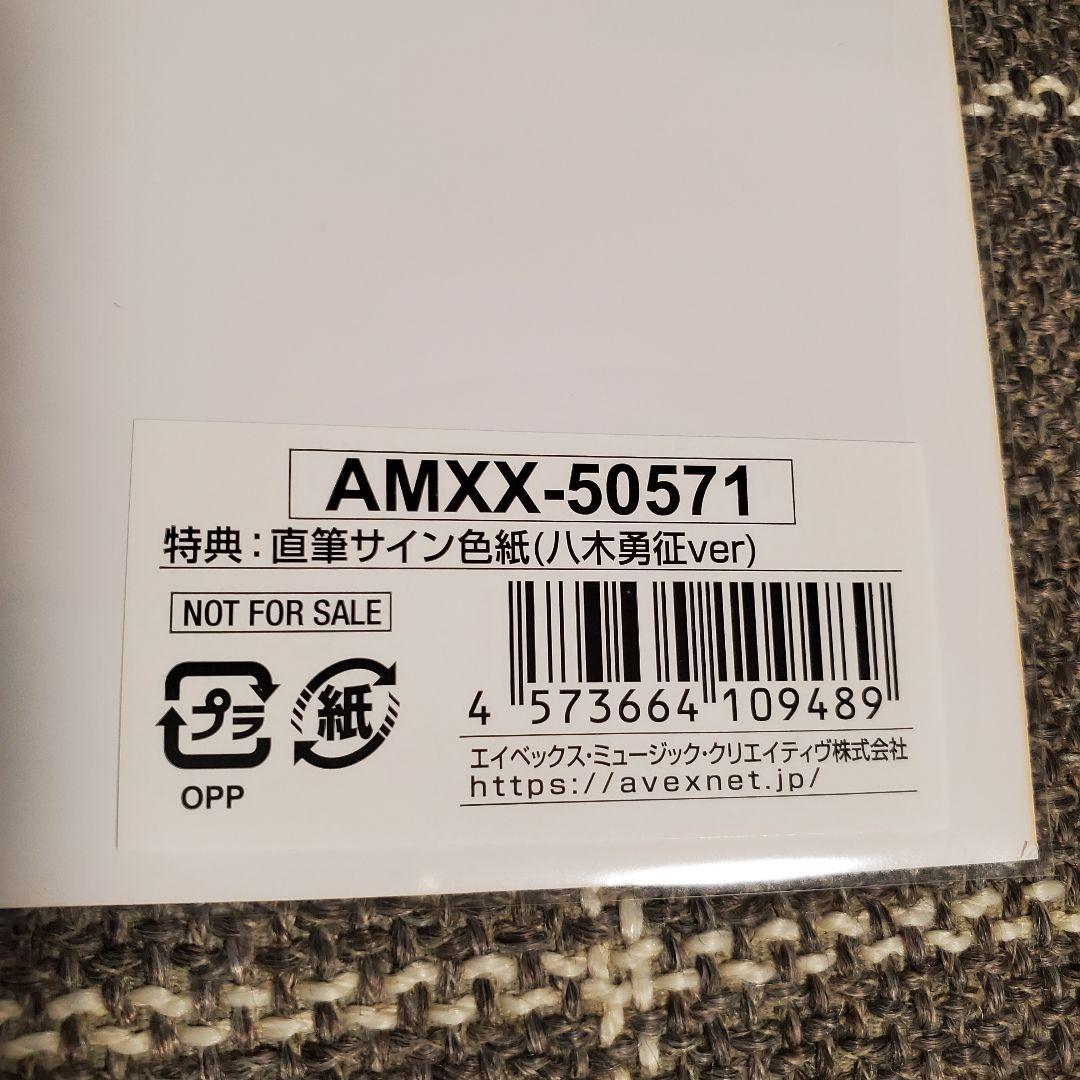 AMXX-50571
特典：直筆サイン色紙(八木勇征ver)
NOT FOR SALE
プラ
紙
OPP
4 573664 109489
エイベックス・ミュージック・クリエイティヴ株式会社
https://avexnet.jp/